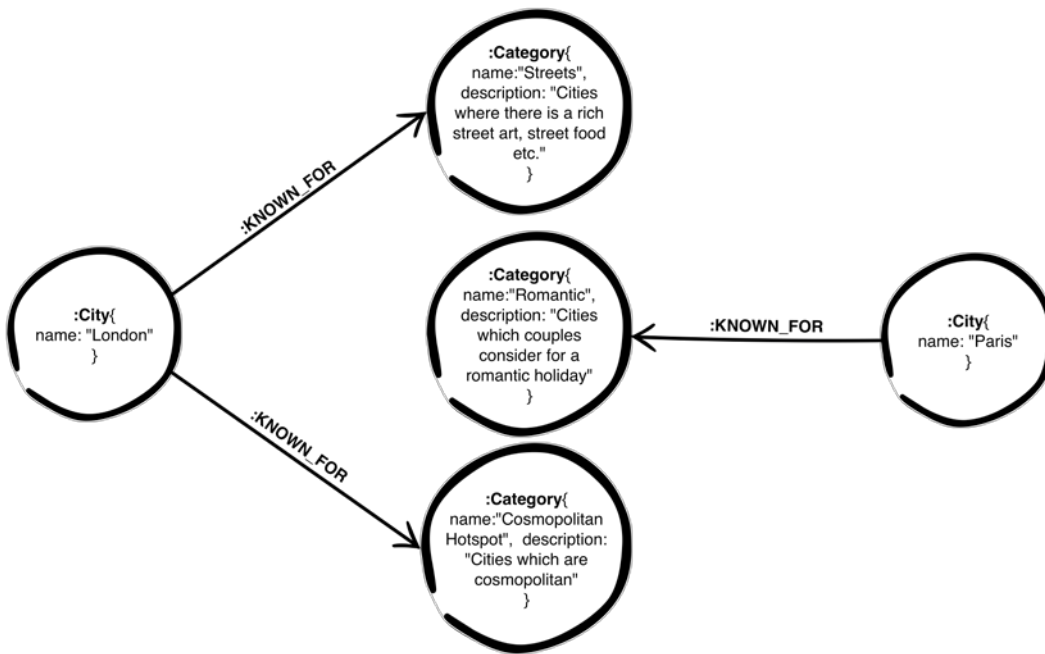 :Category{
name:"Streets",
description: "Cities
where there is a rich
street art, street food
etc."
}
:KNOWN_FOR
:City{
name: "London"
}
:Category{
name:"Romantic",
description: "Cities
which couples
consider for a
romantic holiday"
}
:KNOWN_FOR
:City{
name: "Paris"
}
:KNOWN_FOR
:Category{
name:"Cosmopolitan
Hotspot",  description:
"Cities which are
cosmopolitan"
}